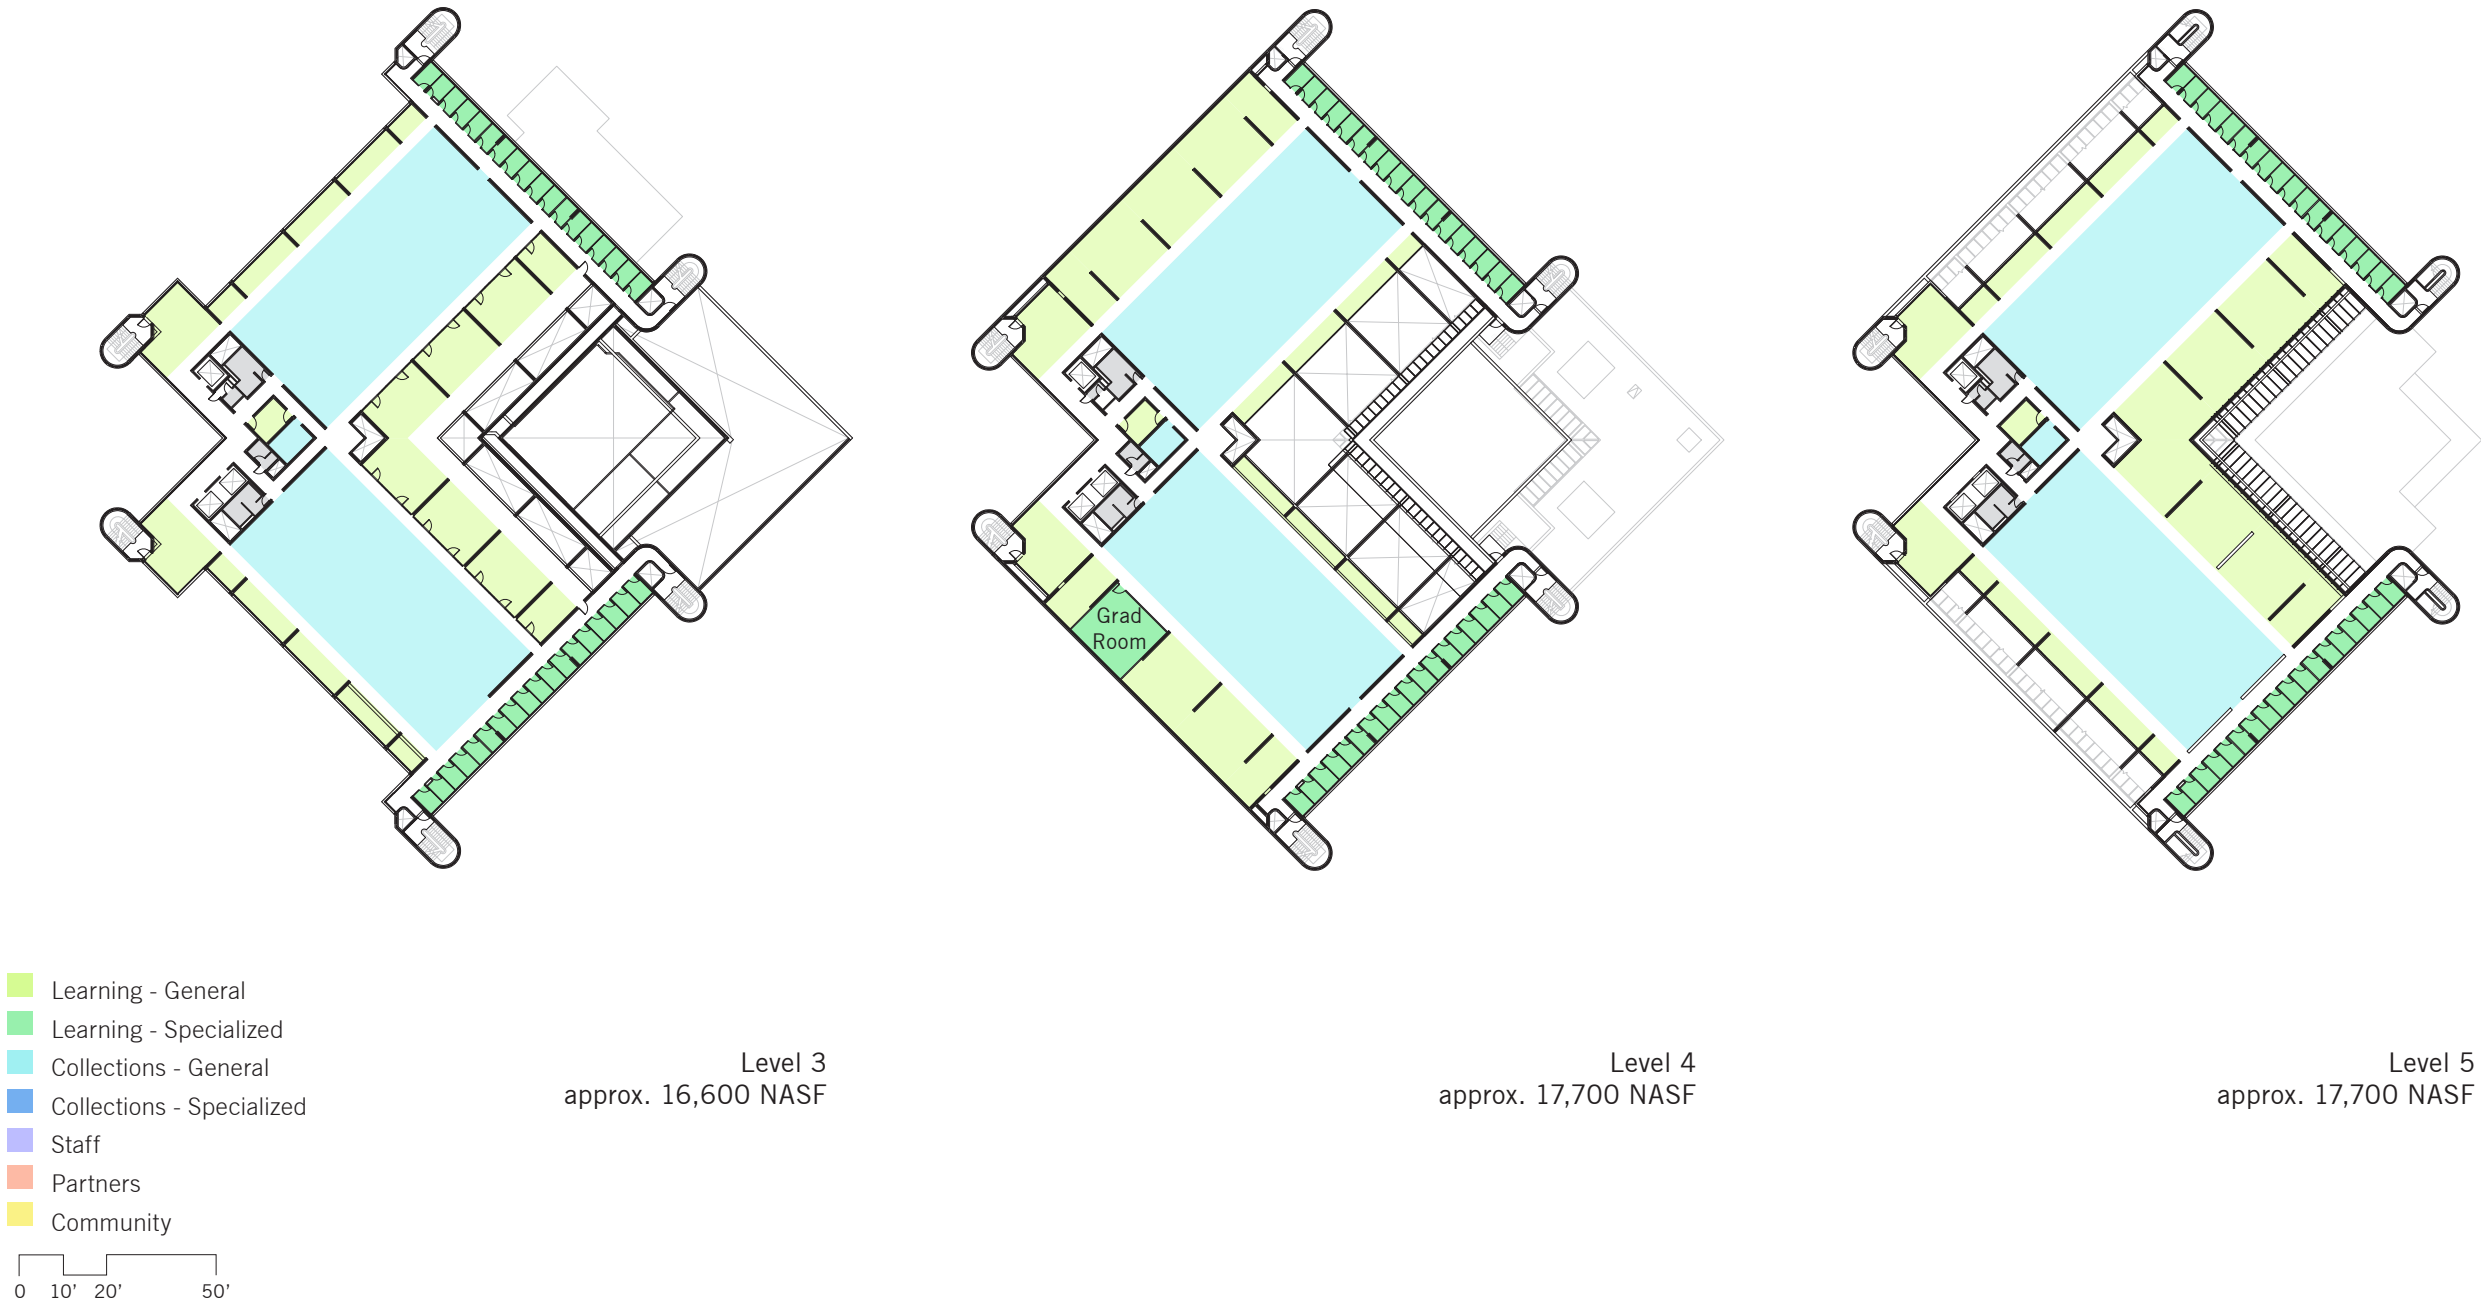 Grad
Room
Learning - General
Learning - Specialized
Collections - General
Collections - Specialized
Staff
Partners
Community
0 10’ 20’ 50’
Level 3
approx. 16,600 NASF
Level 4
approx. 17,700 NASF
Level 5
approx. 17,700 NASF